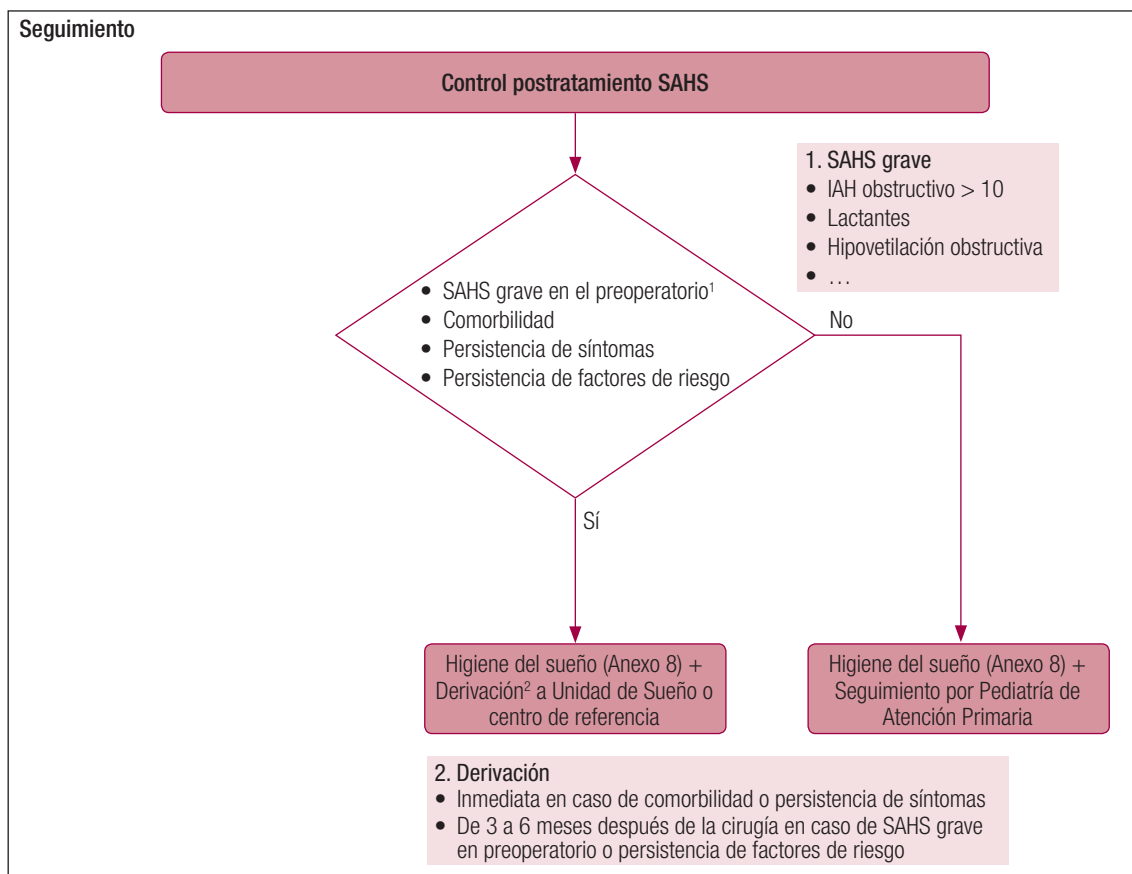 Seguimiento
Control postratamiento SAHS
1. SAHS grave
• IAH obstructivo > 10
• Lactantes
• Hipovetilación obstructiva
• ...
• SAHS grave en el preoperatorio¹
• Comorbilidad
• Persistencia de síntomas
• Persistencia de factores de riesgo
No
Sí
Higiene del sueño (Anexo 8) +
Derivación² a Unidad de Sueño o
centro de referencia
Higiene del sueño (Anexo 8) +
Seguimiento por Pediatría de
Atención Primaria
2. Derivación
• Inmediata en caso de comorbilidad o persistencia de síntomas
• De 3 a 6 meses después de la cirugía en caso de SAHS grave
en preoperatorio o persistencia de factores de riesgo